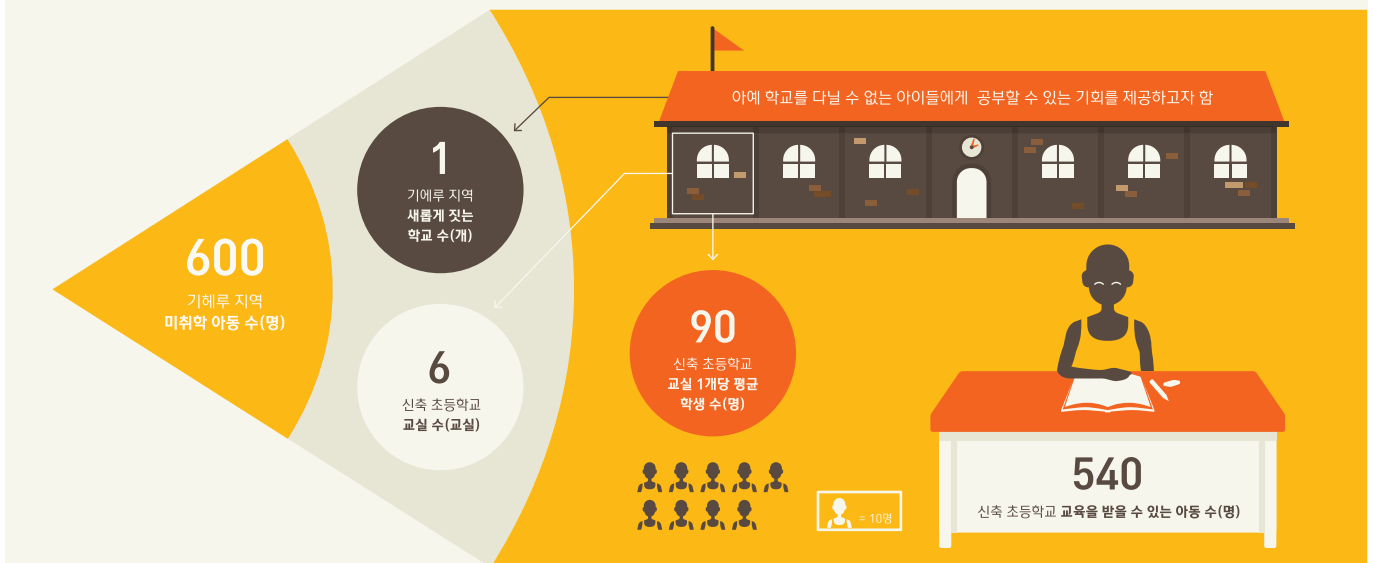 아예 학교를 다닐 수 없는 아이들에게 공부할 수 있는 기회를 제공하고자 함
600
기헤루 지역
미취학 아동 수(명)
1
기에루 지역
새롭게 짓는
학교 수(개)
6
신축 초등학교
교실 수(교실)
90
신축 초등학교
교실 1개당 평균
학생 수(명)
= 10명
540
신축 초등학교 교육을 받을 수 있는 아동 수(명)